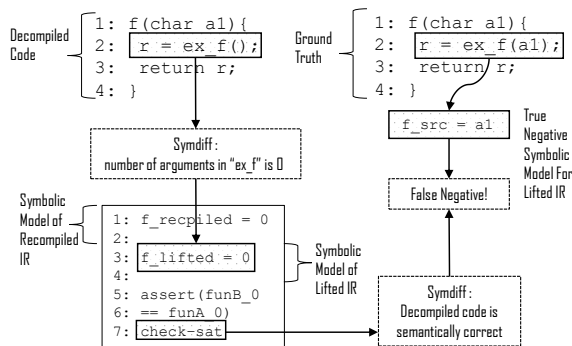 Decompiled
Code
1: f(char a1){
2: r = ex_f();
3: return r;
4: }
Ground
Truth
1: f(char a1){
2: r = ex_f(a1);
3: return r;
4: }
f_src = a1
True
Negative
Symbolic
Model For
Lifted IR
Symdiff:
number of arguments in "ex_f" is 0
False Negative!
Symbolic
Model of
Recompiled
IR
1: f_recpiled = 0
2:
3: f_lifted = 0
4:
5: assert(funB_0
6: == funA_0)
7: check-sat
Symbolic
Model of
Lifted IR
Symdiff:
Decompiled code is
semantically correct